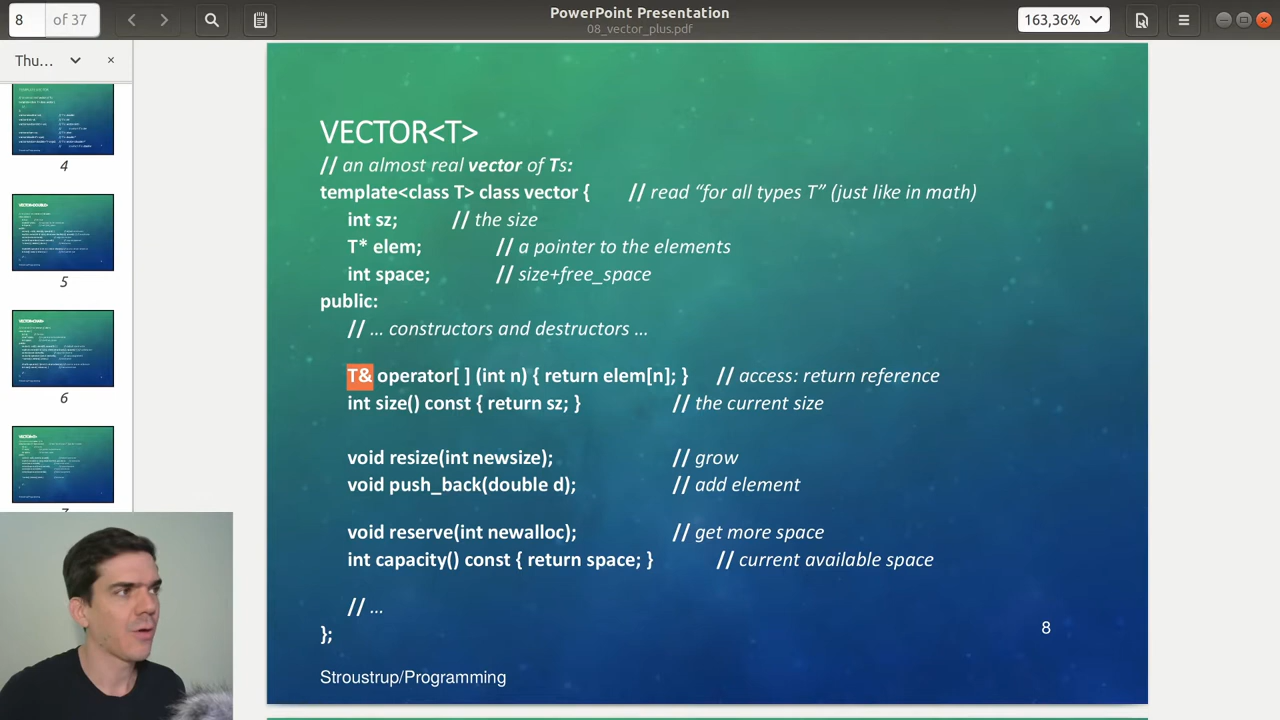 8
of 37
PowerPoint Presentation
08_vector_plus.pdf
163,36%
Thu...
4
5
6
VECTOR<T>
// an almost real vector of Ts:
template<class T> class vector { // read “for all types T” (just like in math)
int sz; // the size
T* elem; // a pointer to the elements
int space; // size+free_space
public:
// … constructors and destructors …
T& operator[ ] (int n) { return elem[n]; } // access: return reference
int size() const { return sz; } // the current size
void resize(int newsize); // grow
void push_back(double d); // add element
void reserve(int newalloc); // get more space
int capacity() const { return space; } // current available space
// …
};
8
Stroustrup/Programming